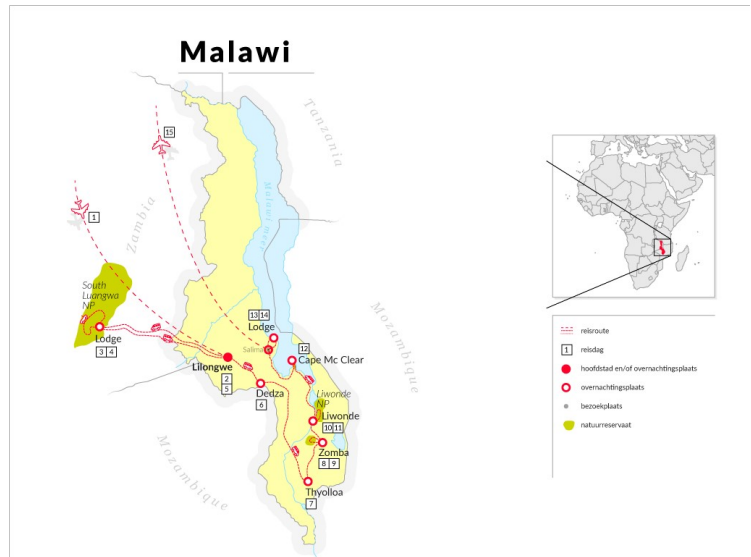 Malawi
15
Tanzania
1
Zambia
Malawi meer
South
Luangwa
NP
Lodge
3 4
13 14
Lodge
Salima
12
Cape Mc Clear
Mozambique
Lilongwe
2
5
Dedza
6
Liwonde
NP
Liwonde
10 11
Zomba
8 9
Mozambique
Thyolloa
7
reisroute
1 reisdag
hoofdstad en/of overnachtingsplaats
overnachtingsplaats
bezoekplaats
natuurreservaat